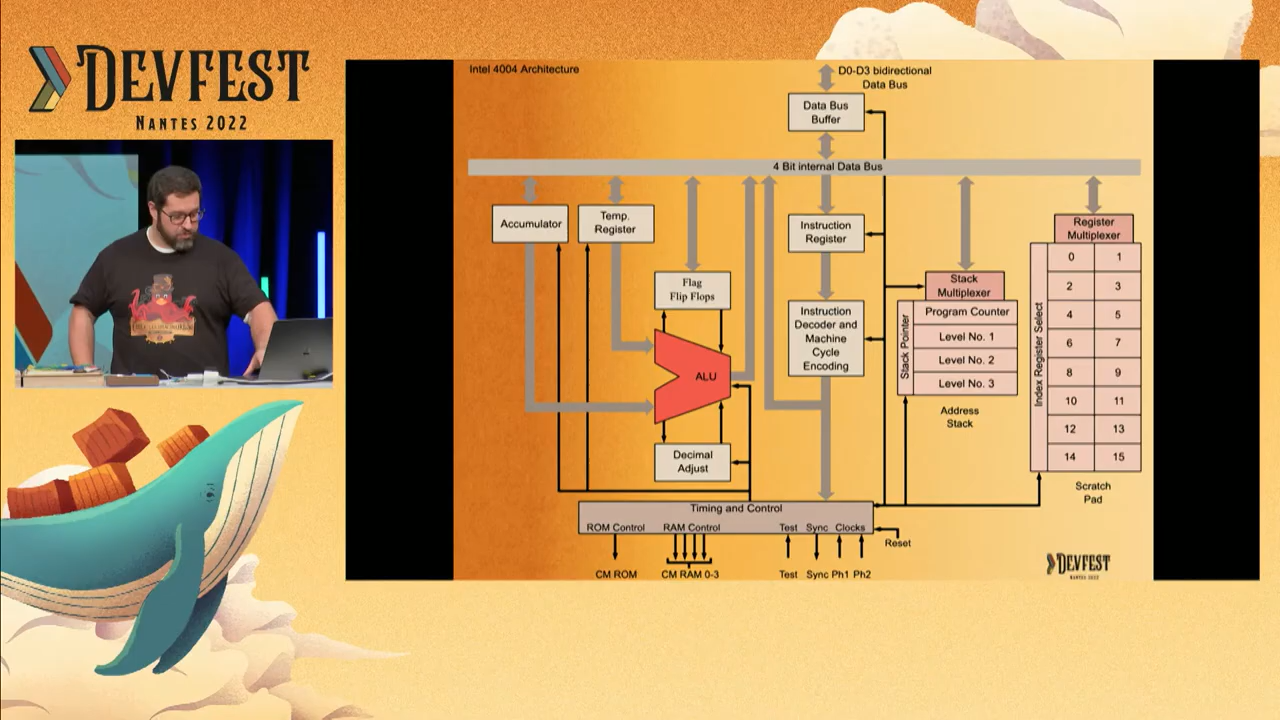 DEVFEST
NANTES 2022
Intel 4004 Architecture
D0-D3 bidirectional
Data Bus
Data Bus
Buffer
4 Bit internal Data Bus
Accumulator
Temp.
Register
Instruction
Register
Register
Multiplexer
Flag
Flip Flops
Stack
Multiplexer
Instruction
Decoder and
Machine
Cycle
Encoding
ALU
Decimal
Adjust
Stack Pointer
Program Counter
Level No. 1
Level No. 2
Level No. 3
Address
Stack
Index Register Select
0 1
2 3
4 5
6 7
8 9
10 11
12 13
14 15
Scratch
Pad
Timing and Control
ROM Control RAM Control Test Sync Clocks
Reset
CM ROM CM RAM 0-3 Test Sync Ph1 Ph2
DEVFEST
NANTES 2022